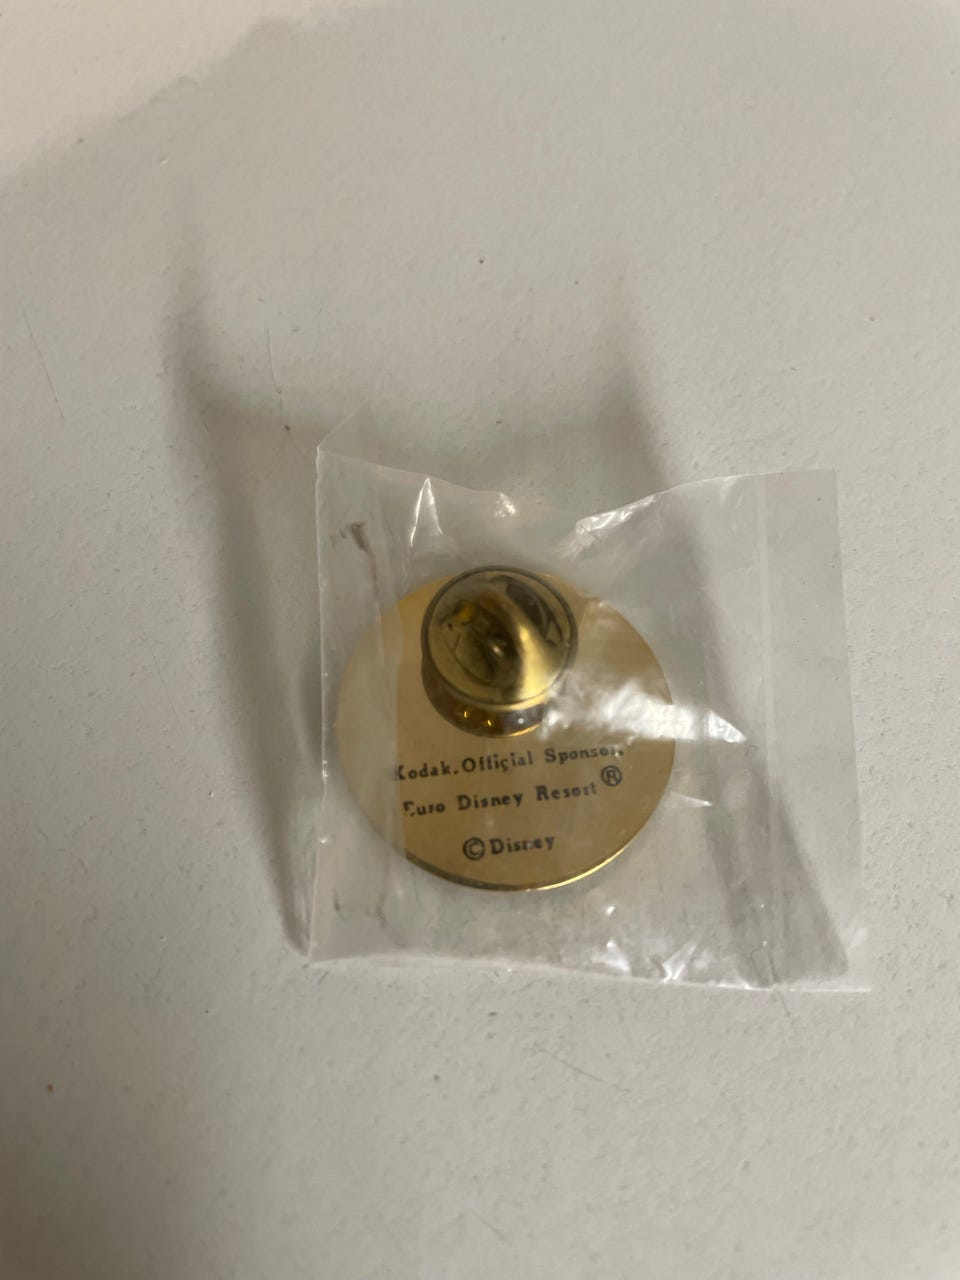 Kodak. Official Sponsor.
Euro Disney Resort ®
© Disney